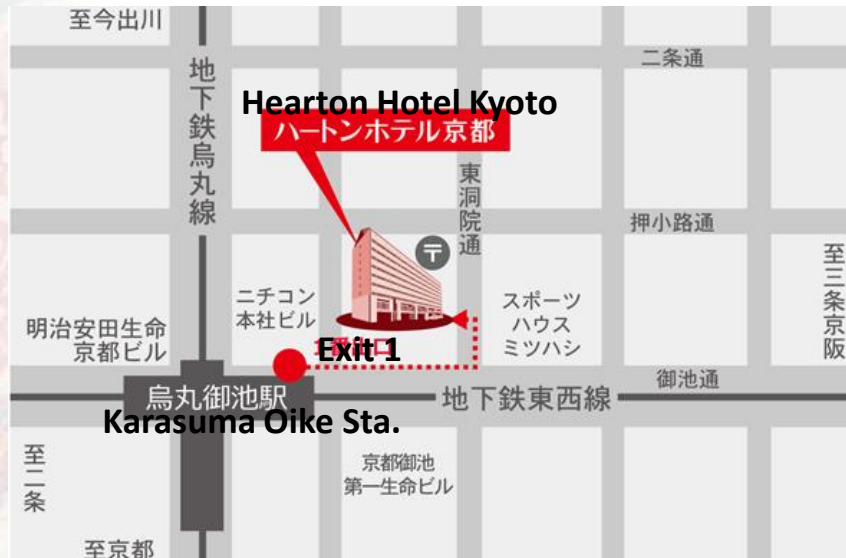 至今出川
二条通
地下鉄烏丸線
Hearton Hotel Kyoto
ハートンホテル京都
東洞院通
押小路通
〒
至三条京阪
ニチコン
本社ビル
スポーツ
ハウス
ミツハシ
明治安田生命
京都ビル
Exit 1
御池通
烏丸御池駅
地下鉄東西線
Karasuma Oike Sta.
至二条
京都御池
第一生命ビル
至京都